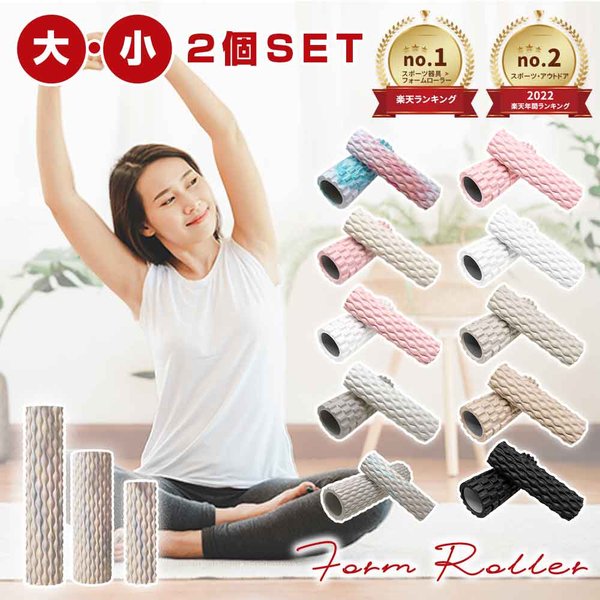 大・小 2個SET
no.1
スポーツ器具 >
フォームローラー
楽天ランキング
no.2
スポーツ・アウトドア
2022
楽天年間ランキング
Form Roller